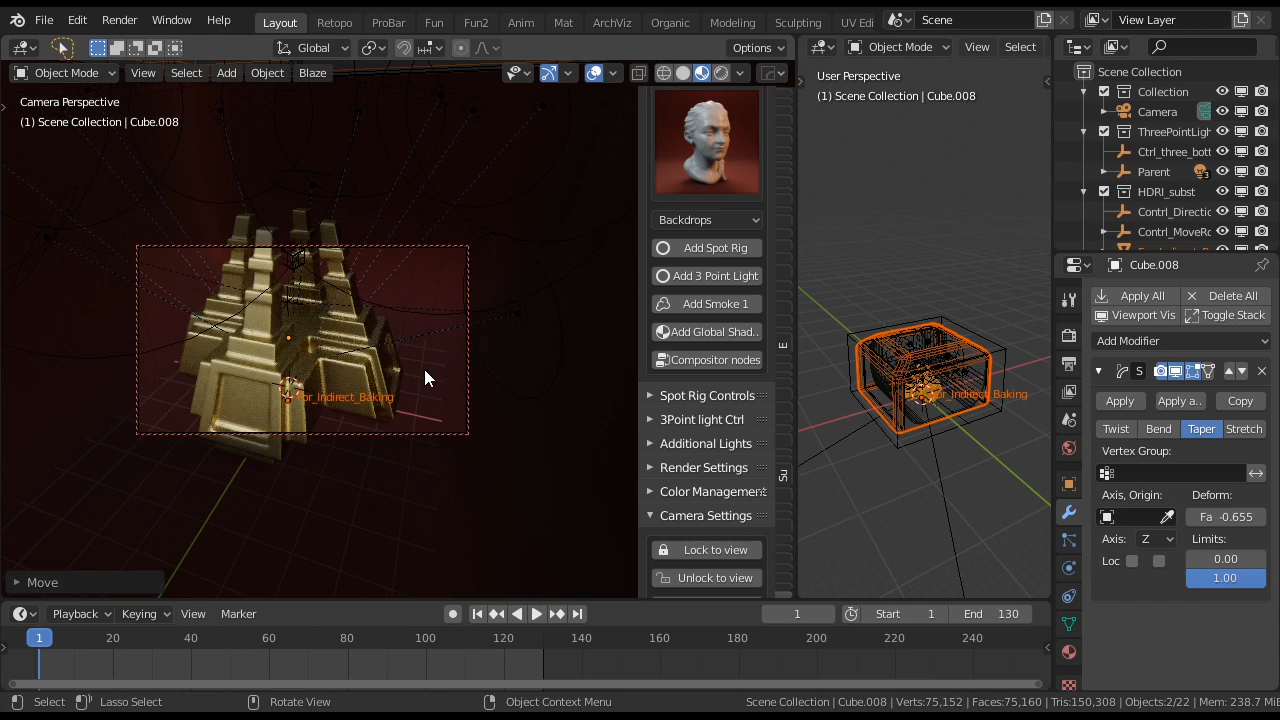 File Edit Render Window Help Layout Retopo ProBar Fun Fun2 Anim Mat ArchViz Organic Modeling Sculpting UV Edi Scene View Layer
Global Options Object Mode View Select
Object Mode View Select Add Object Blaze
Camera Perspective
(1) Scene Collection | Cube.008
User Perspective
(1) Scene Collection | Cube.008
Backdrops
Add Spot Rig
Add 3 Point Light
Add Smoke 1
Add Global Shad..
Compositor nodes
Spot Rig Controls
3Point light Ctrl
Additional Lights
Render Settings
Color Management
Camera Settings
Lock to view
Unlock to view
E
Su
For_Indirect_Baking
For_Indirect_Baking
Move
Scene Collection
Collection
Camera
ThreePointLigh
Ctrl_three_bott
Parent 3
HDRI_subst
Contrl_Directic
Contrl_MoveRo
Cube.008
Apply All Delete All
Viewport Vis Toggle Stack
Add Modifier
S
Apply Apply a.. Copy
Twist Bend Taper Stretch
Vertex Group:
Axis, Origin: Deform:
Fa -0.655
Axis: Z Limits:
Loc 0.00
1.00
Playback Keying View Marker 1 Start 1 End 130
1 20 40 60 80 100 120 140 160 180 200 220 240
Select Lasso Select Rotate View Object Context Menu Scene Collection | Cube.008 | Verts:75,152 | Faces:75,160 | Tris:150,308 | Objects:2/22 | Mem: 238.7 Mi